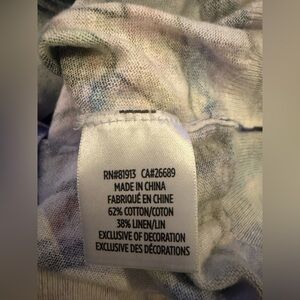 RN#81913 CA#26689
MADE IN CHINA
FABRIQUÉ EN CHINE
62% COTTON/COTON
38% LINEN/LIN
EXCLUSIVE OF DECORATION
EXCLUSIVE DES DÉCORATIONS